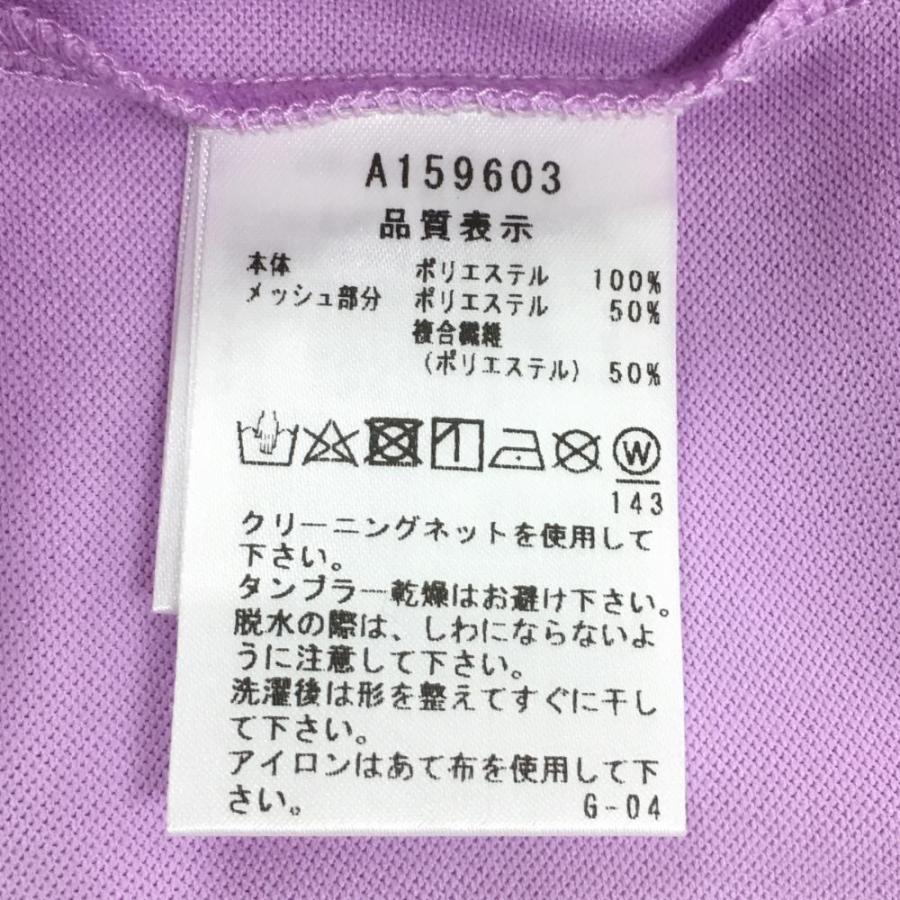 A159603
品質表示
本体 ポリエステル 100%
メッシュ部分 ポリエステル 50%
複合繊維
(ポリエステル) 50%
W
143
クリーニングネットを使用して
下さい。
タンブラー乾燥はお避け下さい。
脱水の際は、しわにならないよ
うに注意して下さい。
洗濯後は形を整えてすぐに干し
て下さい。
アイロンはあて布を使用して下
さい。 G-04